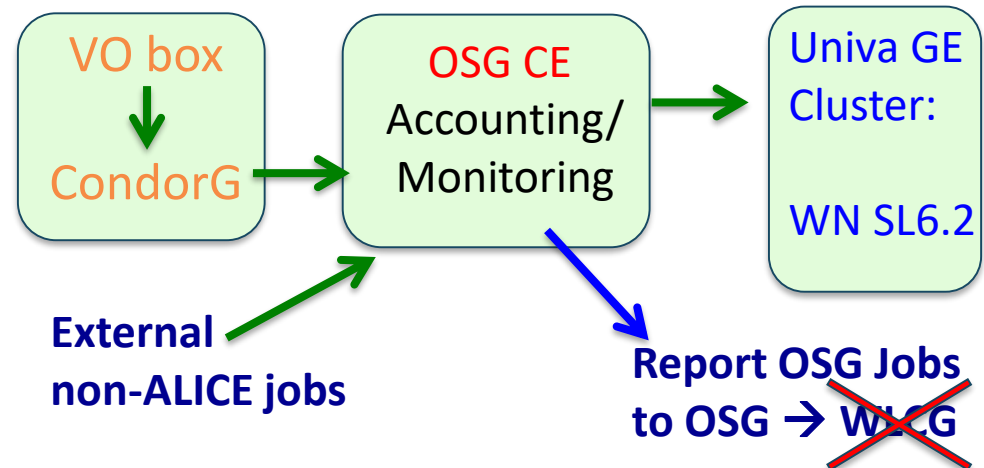 VO box
CondorG
OSG CE
Accounting/
Monitoring
Univa GE
Cluster:
WN SL6.2
External
non-ALICE jobs
Report OSG Jobs
to OSG → WLCG